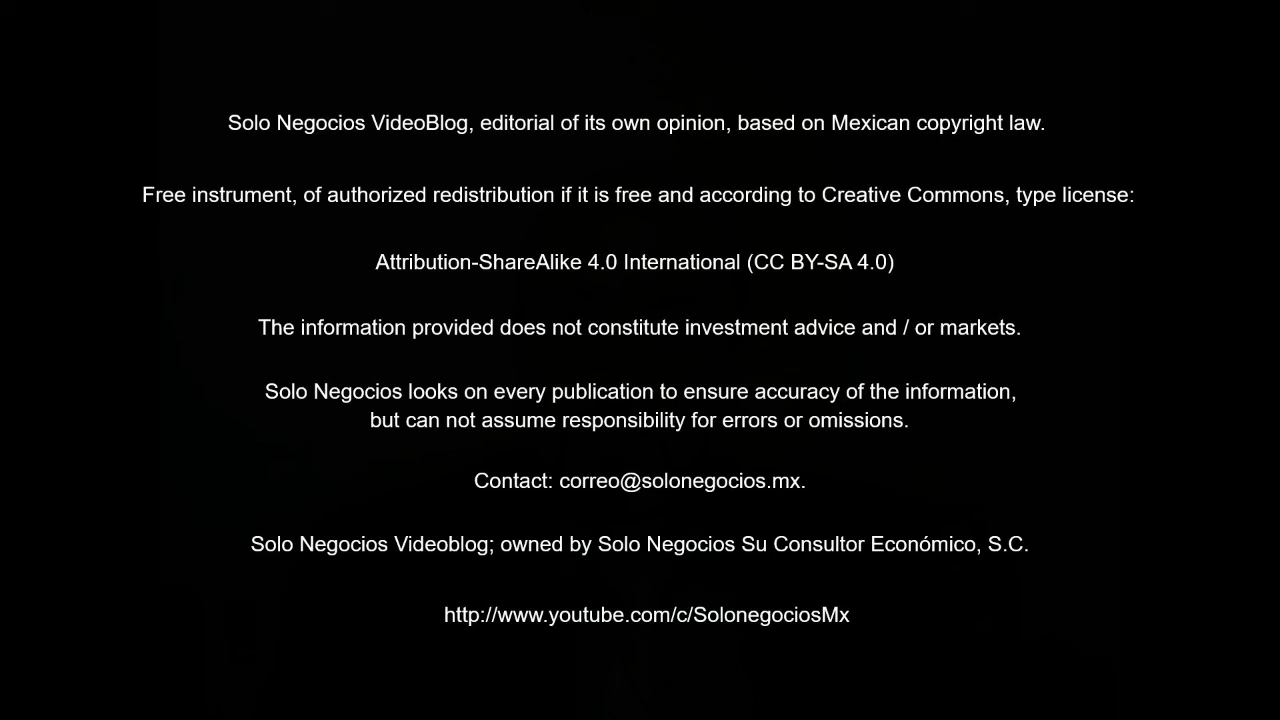 Solo Negocios VideoBlog, editorial of its own opinion, based on Mexican copyright law.
Free instrument, of authorized redistribution if it is free and according to Creative Commons, type license:
Attribution-ShareAlike 4.0 International (CC BY-SA 4.0)
The information provided does not constitute investment advice and / or markets.
Solo Negocios looks on every publication to ensure accuracy of the information,
but can not assume responsibility for errors or omissions.
Contact: correo@solonegocios.mx.
Solo Negocios Videoblog; owned by Solo Negocios Su Consultor Económico, S.C.
http://www.youtube.com/c/SolonegociosMx